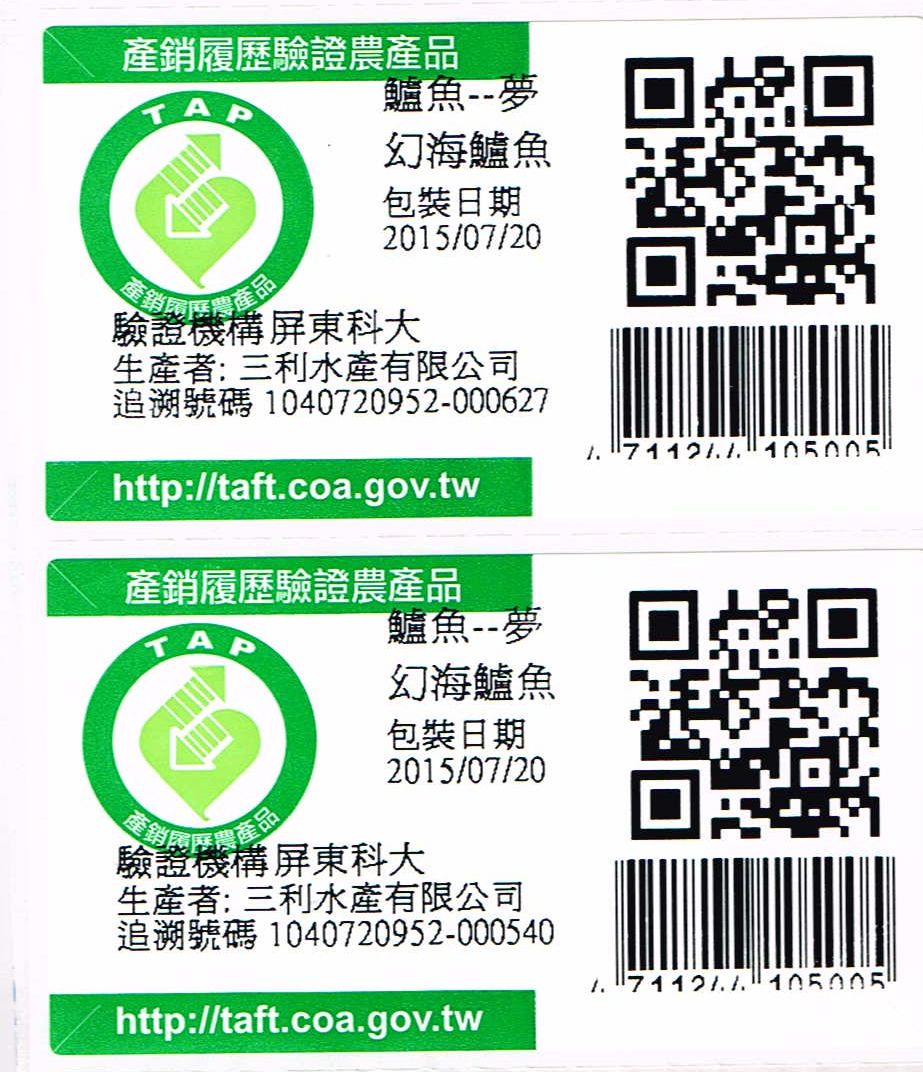 產銷履歷驗證農產品
TAP
產銷履歷農產品
鱸魚--夢
幻海鱸魚
包裝日期
2015/07/20
驗證機構屏東科大
生產者: 三利水產有限公司
追溯號碼 1040720952-000627
http://taft.coa.gov.tw
4 711244 105005
產銷履歷驗證農產品
TAP
產銷履歷農產品
鱸魚--夢
幻海鱸魚
包裝日期
2015/07/20
驗證機構屏東科大
生產者: 三利水產有限公司
追溯號碼 1040720952-000540
http://taft.coa.gov.tw
4 711244 105005